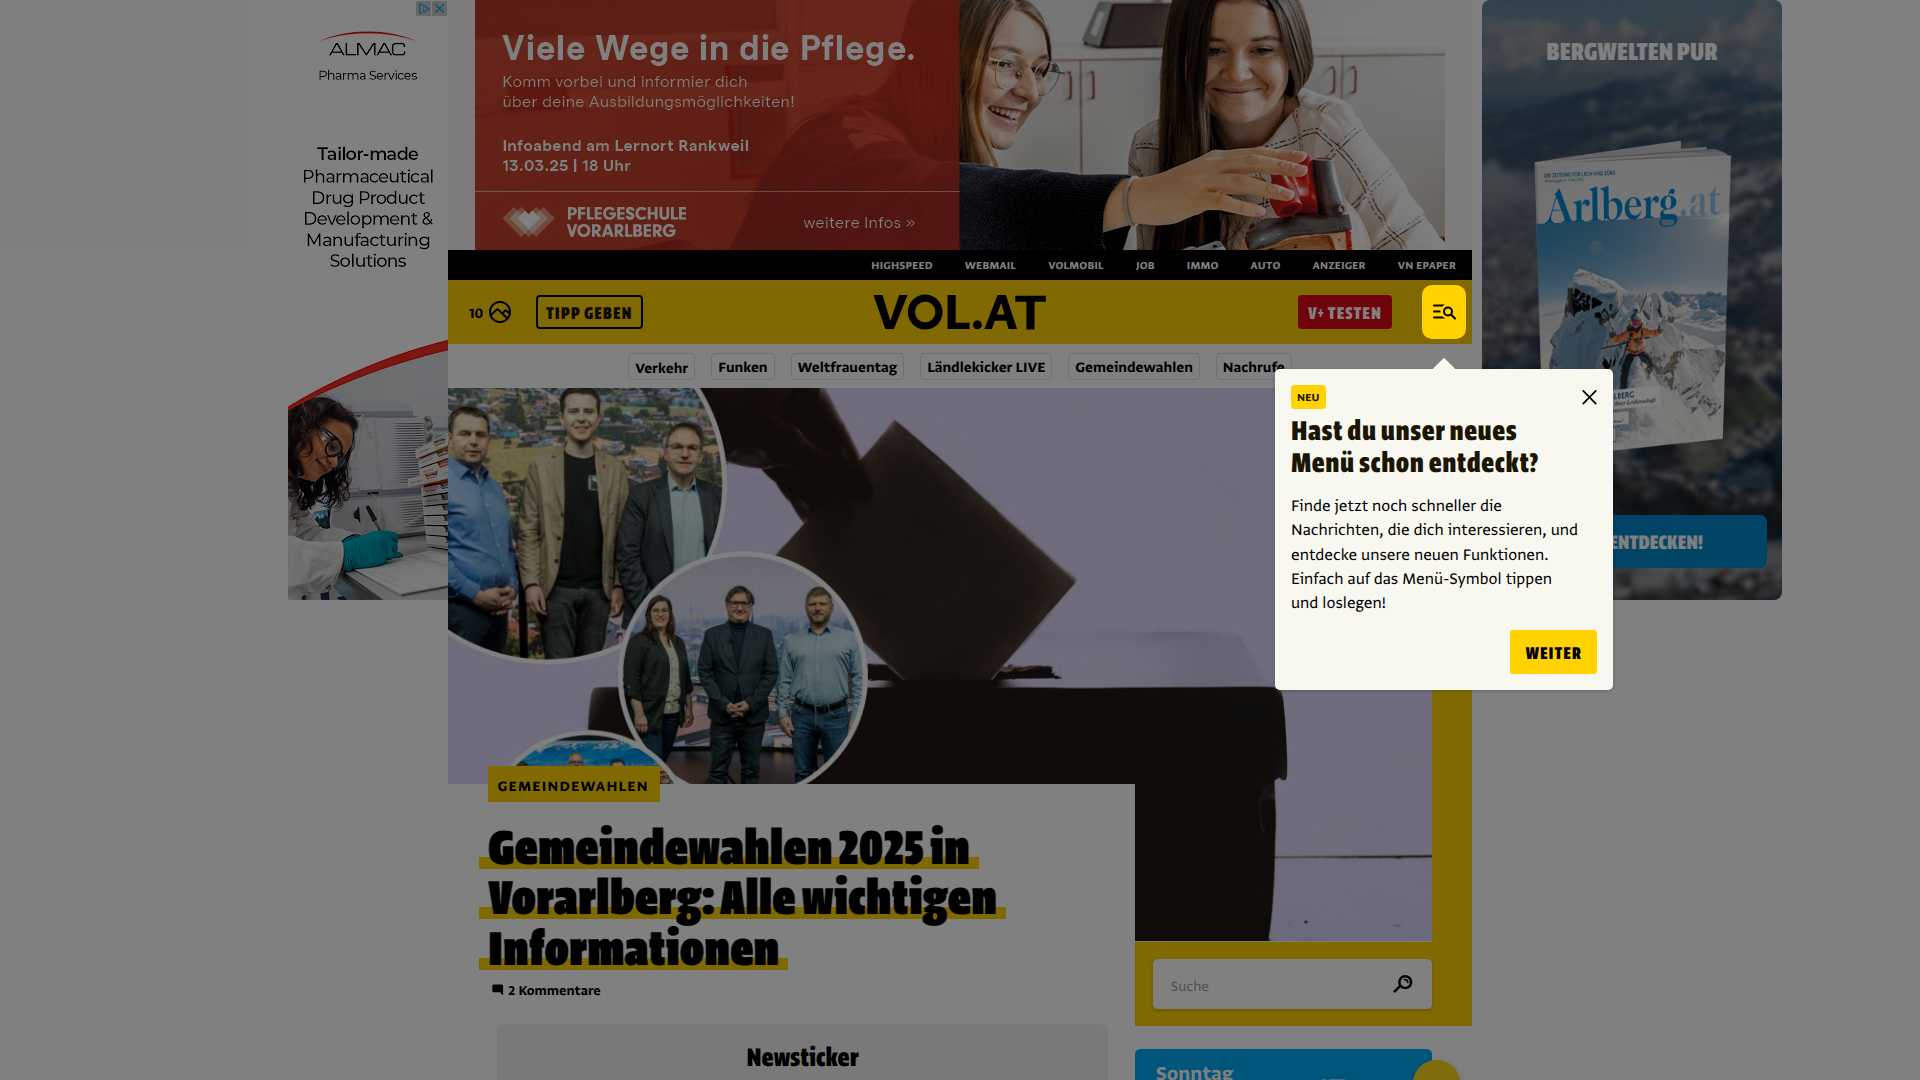 ALMAC
Pharma Services
Tailor-made
Pharmaceutical
Drug Product
Development &
Manufacturing
Solutions
Viele Wege in die Pflege.
Komm vorbei und informier dich
über deine Ausbildungsmöglichkeiten!
Infoabend am Lernort Rankweil
13.03.25 | 18 Uhr
PFLEGESCHULE
VORARLBERG
weitere Infos »
BERGWELTEN PUR
Arlberg.at
ENTDECKEN!
HIGHSPEED WEBMAIL VOLMOBIL JOB IMMO AUTO ANZEIGER VN EPAPER
10 TIPP GEBEN VOL.AT V+ TESTEN
Verkehr Funken Weltfrauentag Ländlekicker LIVE Gemeindewahlen Nachrufe
NEU
Hast du unser neues
Menü schon entdeckt?
Finde jetzt noch schneller die
Nachrichten, die dich interessieren, und
entdecke unsere neuen Funktionen.
Einfach auf das Menü-Symbol tippen
und loslegen!
WEITER
GEMEINDEWAHLEN
Gemeindewahlen 2025 in
Vorarlberg: Alle wichtigen
Informationen
2 Kommentare
Newsticker
Suche
Sonntag